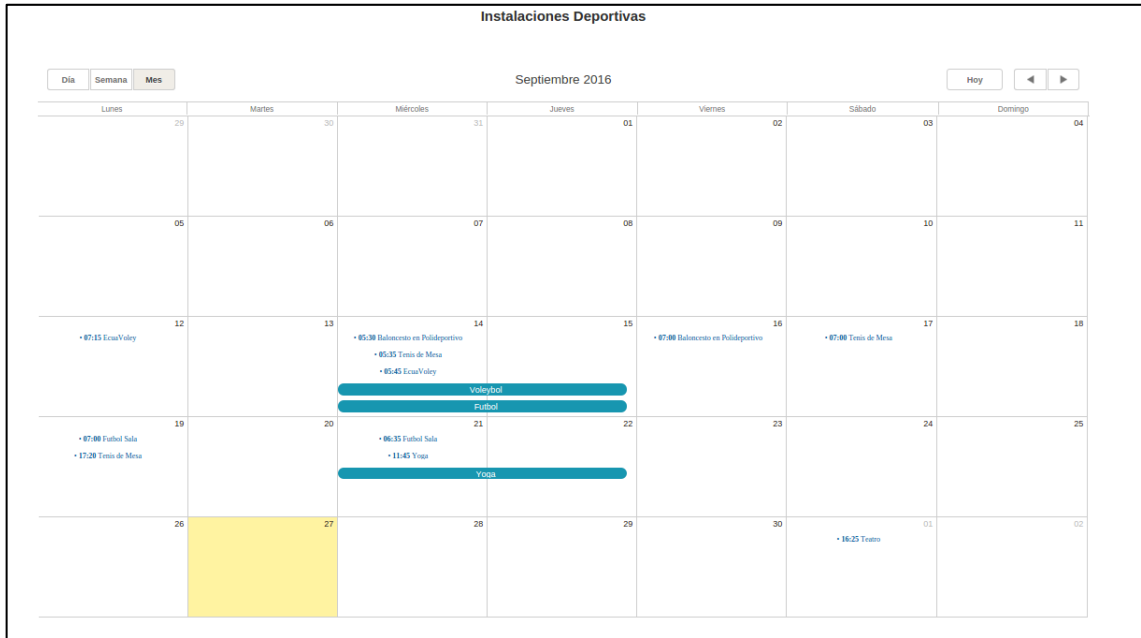 Instalaciones Deportivas
Día Semana Mes Septiembre 2016 Hoy
Lunes Martes Miércoles Jueves Viernes Sábado Domingo
29 30 31 01 02 03 04
05 06 07 08 09 10 11
12 13 14 15 16 17 18
• 07:15 EcuaVoley • 05:30 Baloncesto en Polideportivo • 07:00 Baloncesto en Polideportivo • 07:00 Tenis de Mesa
• 05:35 Tenis de Mesa
• 05:45 EcuaVoley
Voleybol
Futbol
19 20 21 22 23 24 25
• 07:00 Futbol Sala • 06:35 Futbol Sala
• 17:20 Tenis de Mesa • 11:45 Yoga
Yoga
26 27 28 29 30 01 02
• 16:25 Teatro